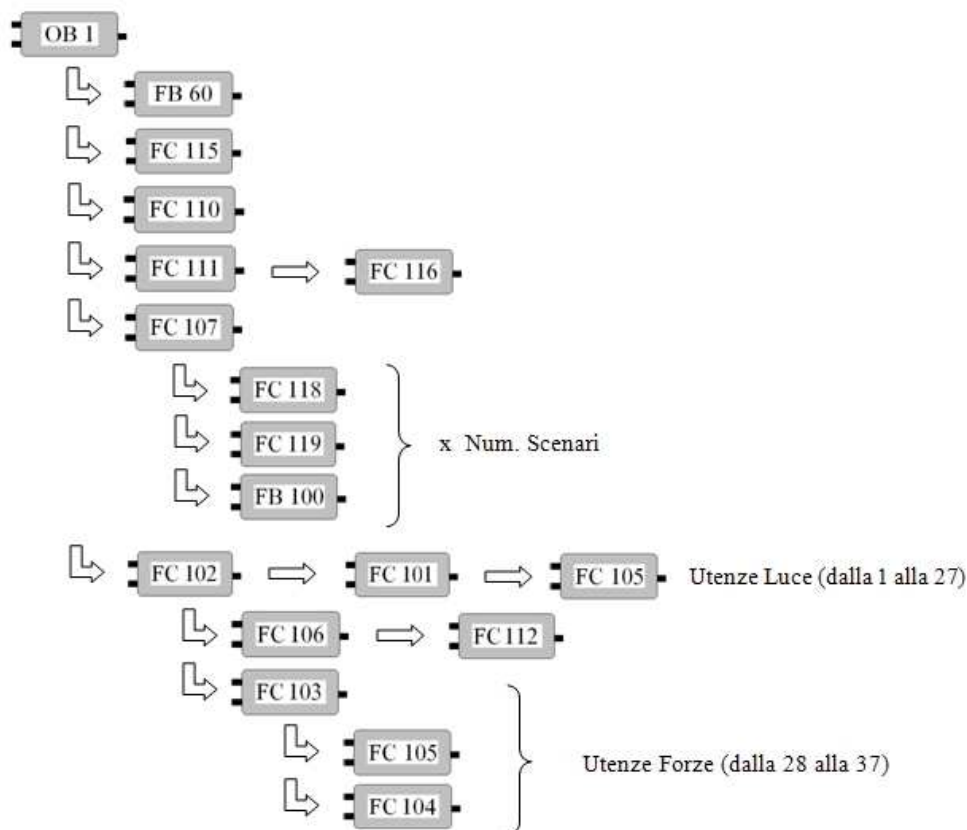 OB 1
FB 60
FC 115
FC 110
FC 111
FC 116
FC 107
FC 118
FC 119
FB 100
x Num. Scenari
FC 102
FC 101
FC 105
Utenze Luce (dalla 1 alla 27)
FC 106
FC 112
FC 103
FC 105
FC 104
Utenze Forze (dalla 28 alla 37)